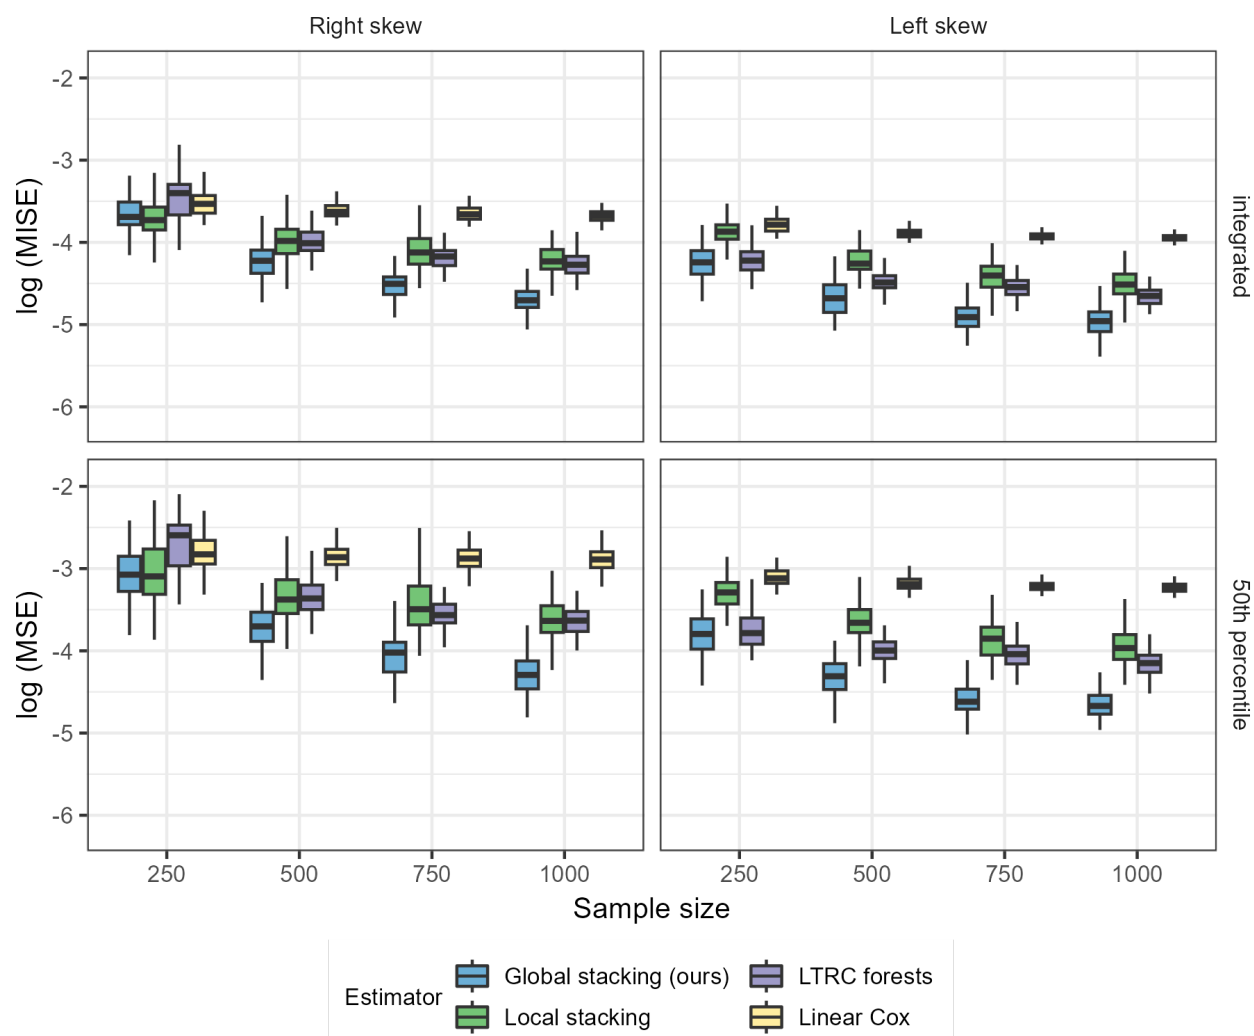 Right skew
Left skew
log (MISE)
-2
-3
-4
-5
-6
integrated
log (MISE)
-2
-3
-4
-5
-6
50th percentile
250
500
750
1000
250
500
750
1000
Sample size
Estimator
Global stacking (ours)
LTRC forests
Local stacking
Linear Cox